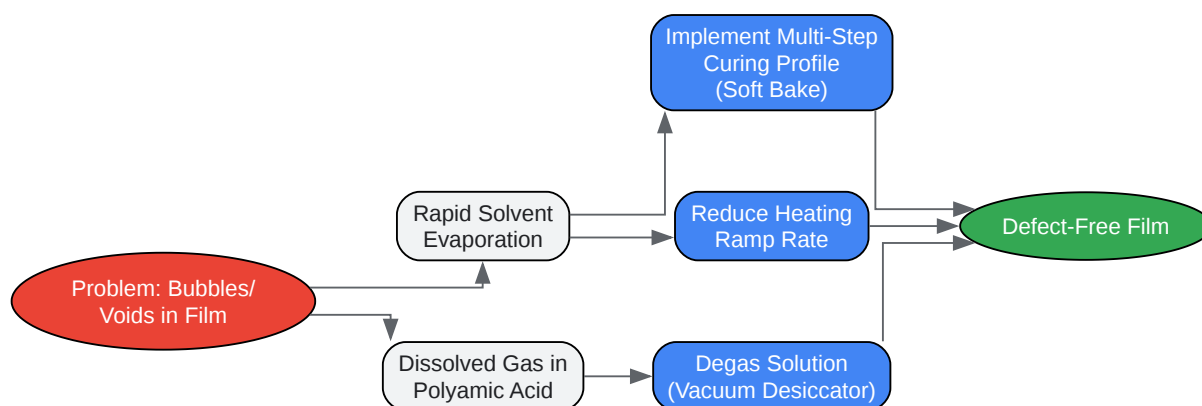 Implement Multi-Step
Curing Profile
(Soft Bake)
Rapid Solvent
Evaporation
Reduce Heating
Ramp Rate
Defect-Free Film
Problem: Bubbles/
Voids in Film
Dissolved Gas in
Polyamic Acid
Degas Solution
(Vacuum Desiccator)